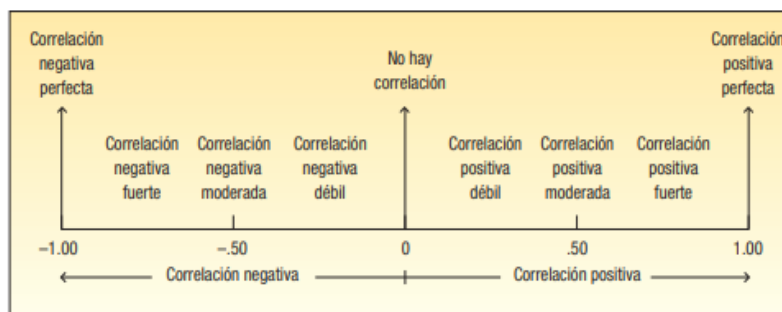 Correlación
negativa
perfecta
No hay
correlación
Correlación
positiva
perfecta
Correlación
negativa
fuerte
Correlación
negativa
moderada
Correlación
negativa
débil
Correlación
positiva
débil
Correlación
positiva
moderada
Correlación
positiva
fuerte
–1.00
–.50
0
.50
1.00
Correlación negativa
Correlación positiva